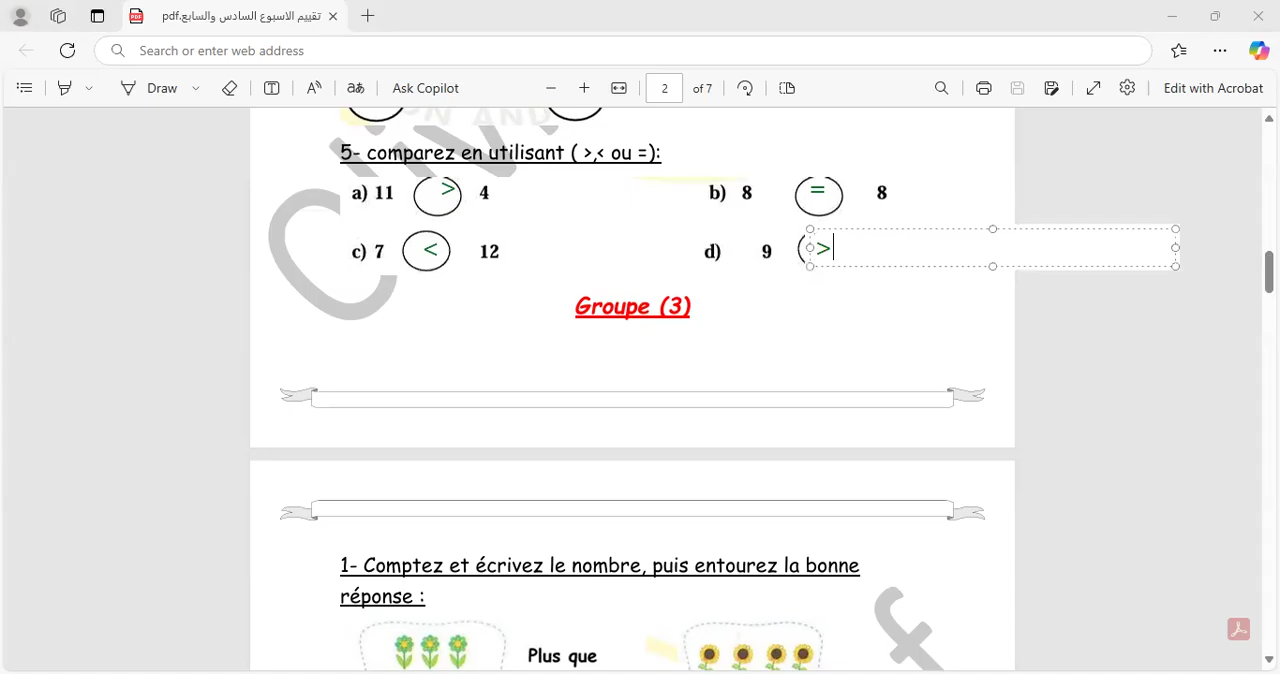 تقييم الاسبوع السادس والسابع.pdf
Search or enter web address
Draw
Ask Copilot
2 of 7
Edit with Acrobat
ON AND
5- comparez en utilisant ( >,< ou =):
a) 11 > 4 b) 8 = 8
c) 7 < 12 d) 9 >
Groupe (3)
1- Comptez et écrivez le nombre, puis entourez la bonne
réponse :
Plus que